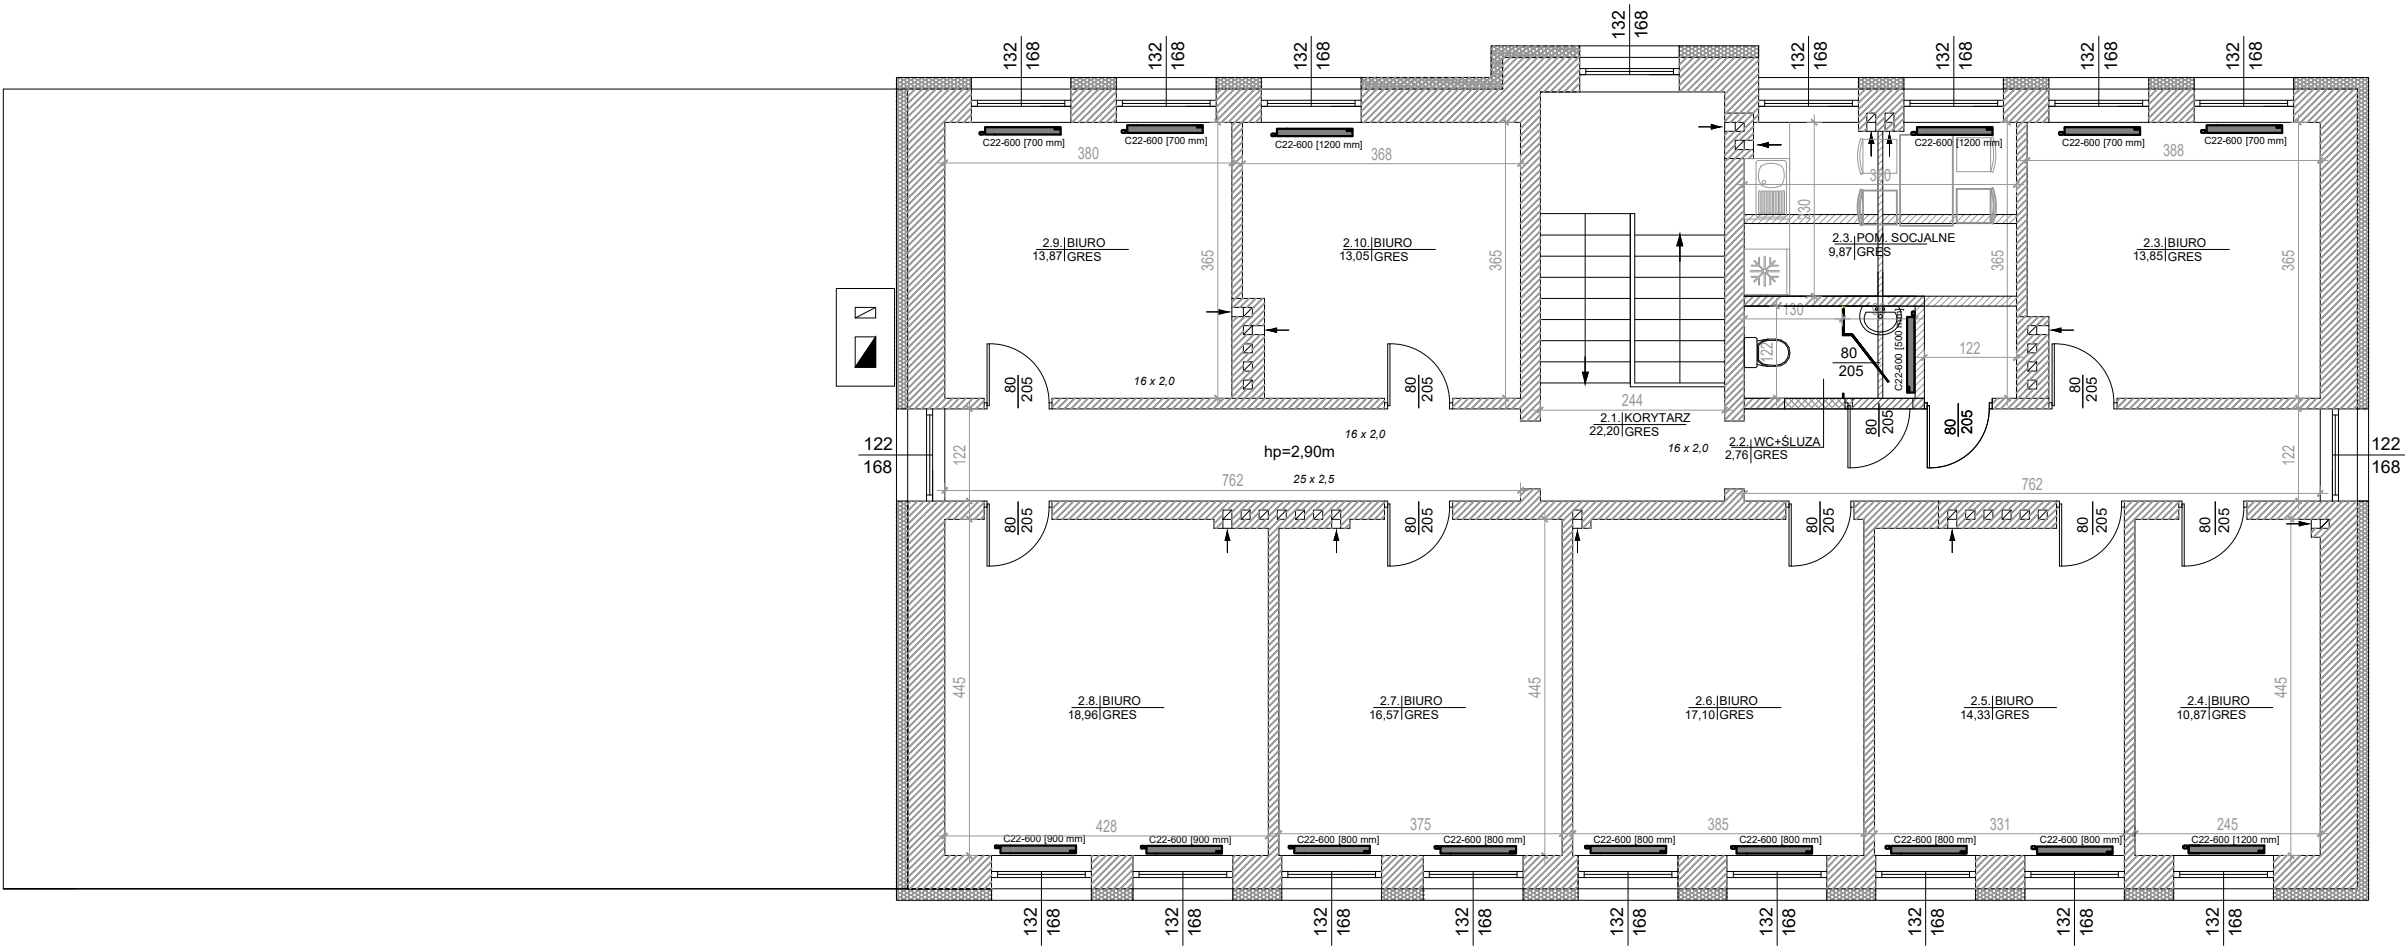 132
168
132
168
132
168
132
168
132
168
132
168
132
168
132
168
C22-600 [700 mm]
C22-600 [700 mm]
C22-600 [1200 mm]
C22-600 [1200 mm]
C22-600 [700 mm]
C22-600 [700 mm]
380
368
388
330
365
365
365
365
2.9. BIURO
13,87 GRES
2.10. BIURO
13,05 GRES
2.3. POM. SOCJALNE
9,87 GRES
2.3. BIURO
13,85 GRES
130
122
122
C22-600 [500 mm]
80
205
80
205
16 x 2,0
80
205
80
205
244
2.1. KORYTARZ
22,20 GRES
16 x 2,0
hp=2,90m
25 x 2,5
16 x 2,0
2.2. WC+ŚLUZA
2,76 GRES
80
205
80
205
122
168
122
762
762
122
122
168
80
205
80
205
80
205
80
205
80
205
445
445
445
2.8. BIURO
18,96 GRES
2.7. BIURO
16,57 GRES
2.6. BIURO
17,10 GRES
2.5. BIURO
14,33 GRES
2.4. BIURO
10,87 GRES
428
375
385
331
245
C22-600 [900 mm]
C22-600 [900 mm]
C22-600 [800 mm]
C22-600 [800 mm]
C22-600 [800 mm]
C22-600 [800 mm]
C22-600 [800 mm]
C22-600 [800 mm]
C22-600 [1200 mm]
132
168
132
168
132
168
132
168
132
168
132
168
132
168
132
168
132
168